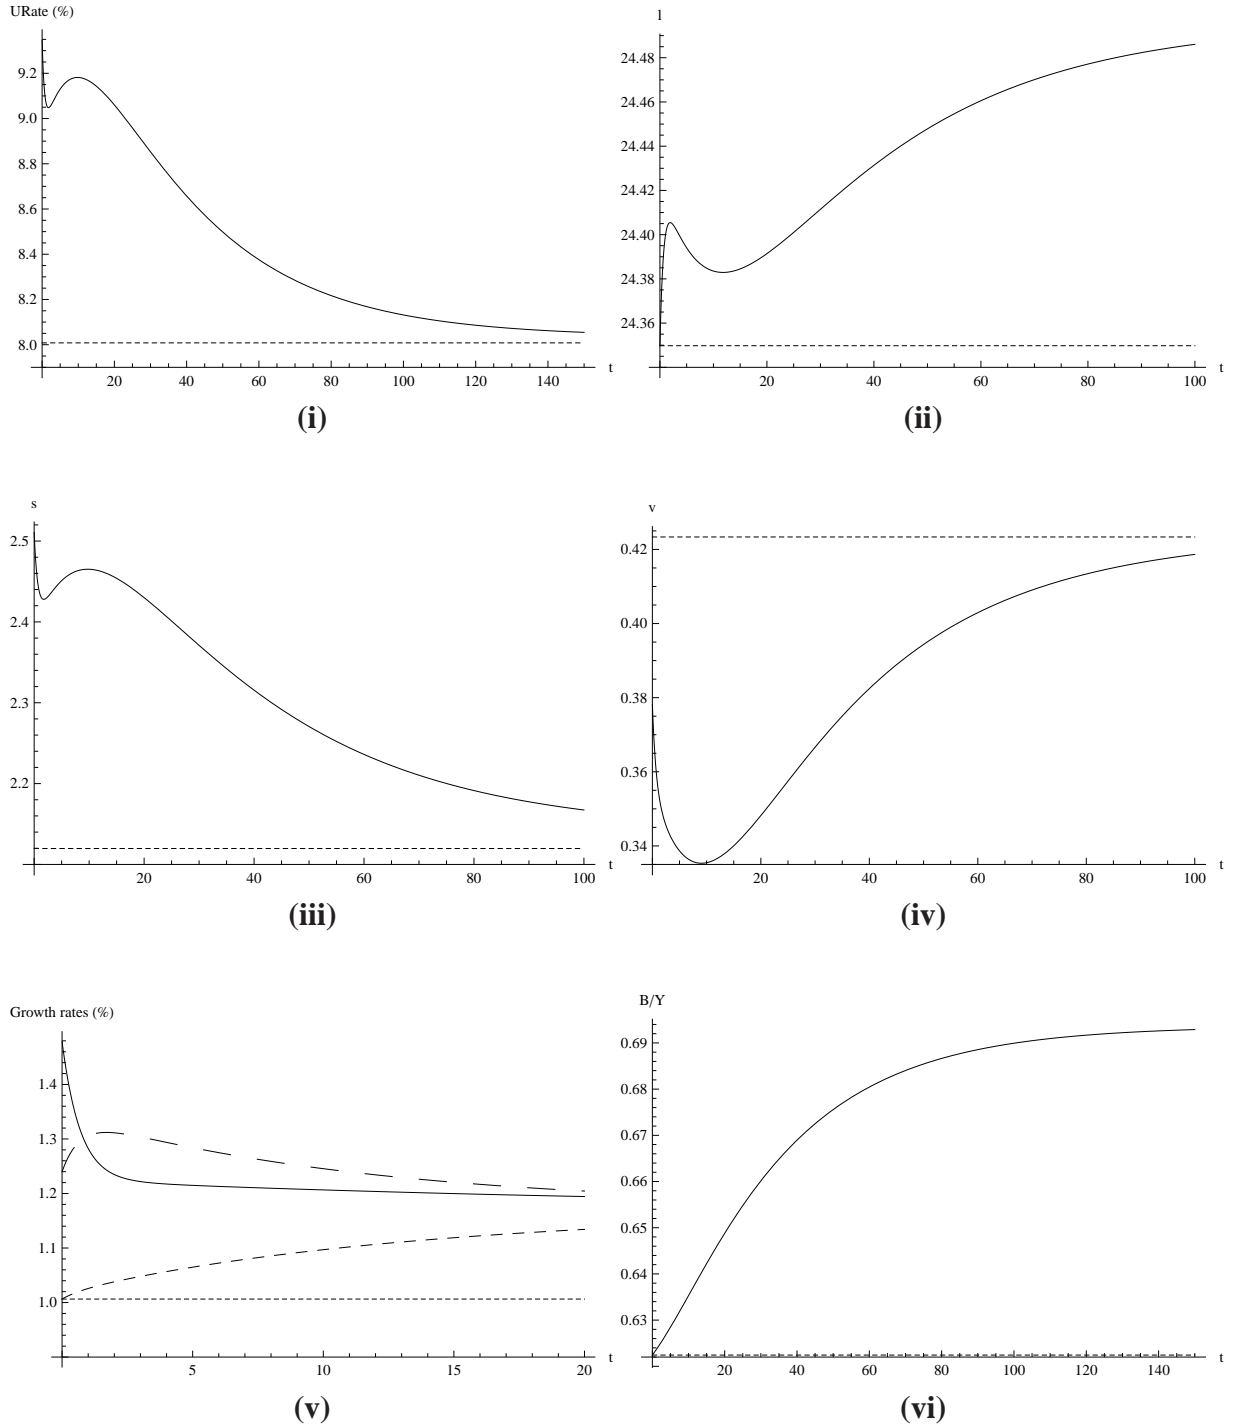 URate (%)
9.2
9.0
8.8
8.6
8.4
8.2
8.0
20 40 60 80 100 120 140 t
(i)
l
24.48
24.46
24.44
24.42
24.40
24.38
24.36
20 40 60 80 100 t
(ii)
s
2.5
2.4
2.3
2.2
20 40 60 80 100 t
(iii)
v
0.42
0.40
0.38
0.36
0.34
20 40 60 80 100 t
(iv)
Growth rates (%)
1.4
1.3
1.2
1.1
1.0
5 10 15 20 t
(v)
B/Y
0.69
0.68
0.67
0.66
0.65
0.64
0.63
20 40 60 80 100 120 140 t
(vi)